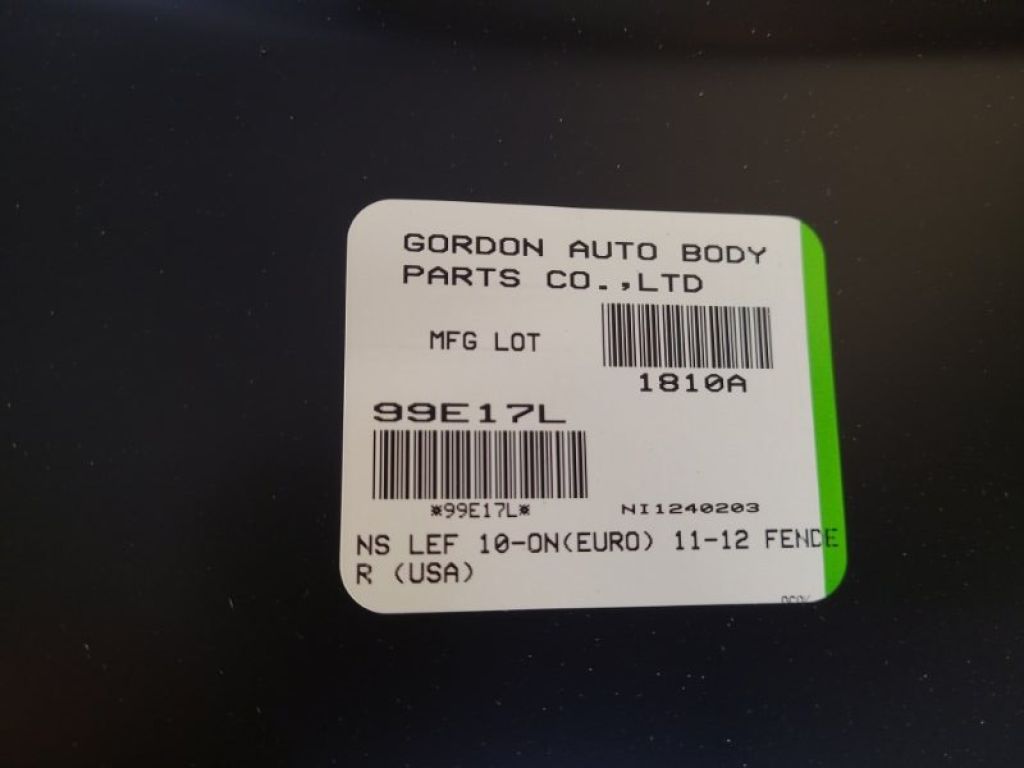 GORDON AUTO BODY
PARTS CO.,LTD
MFG LOT
1810A
99E17L
*99E17L*
NI1240203
NS LEF 10-ON(EURO) 11-12 FENDE
R (USA)